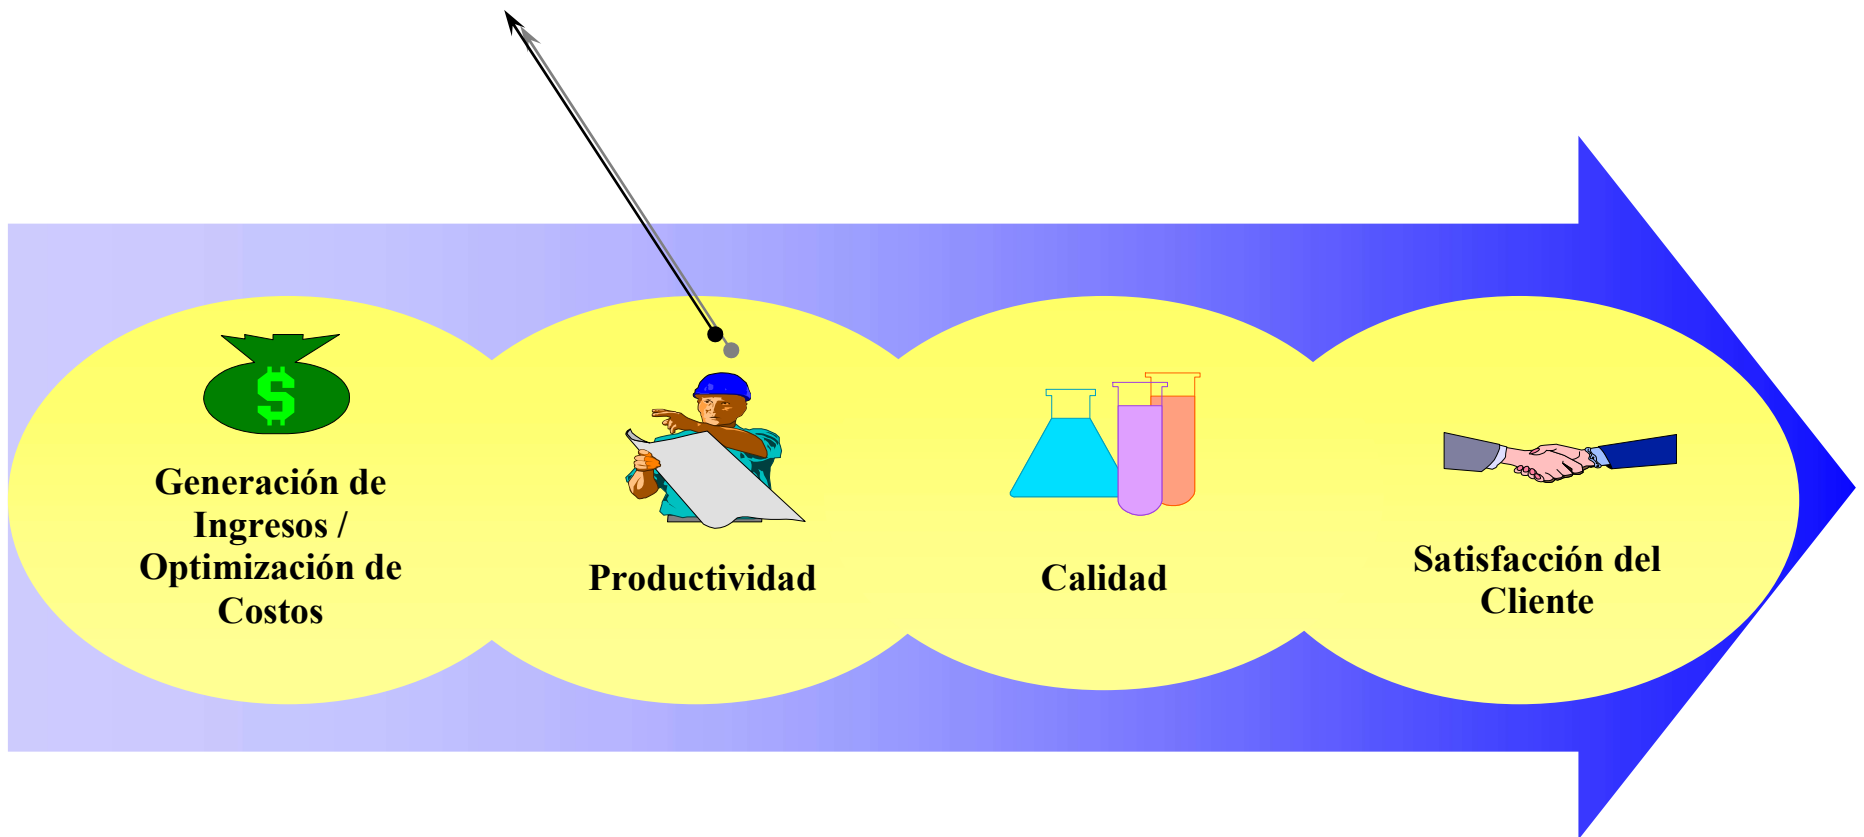 Generación de
Ingresos /
Optimización de
Costos
Productividad
Calidad
Satisfacción del
Cliente
$